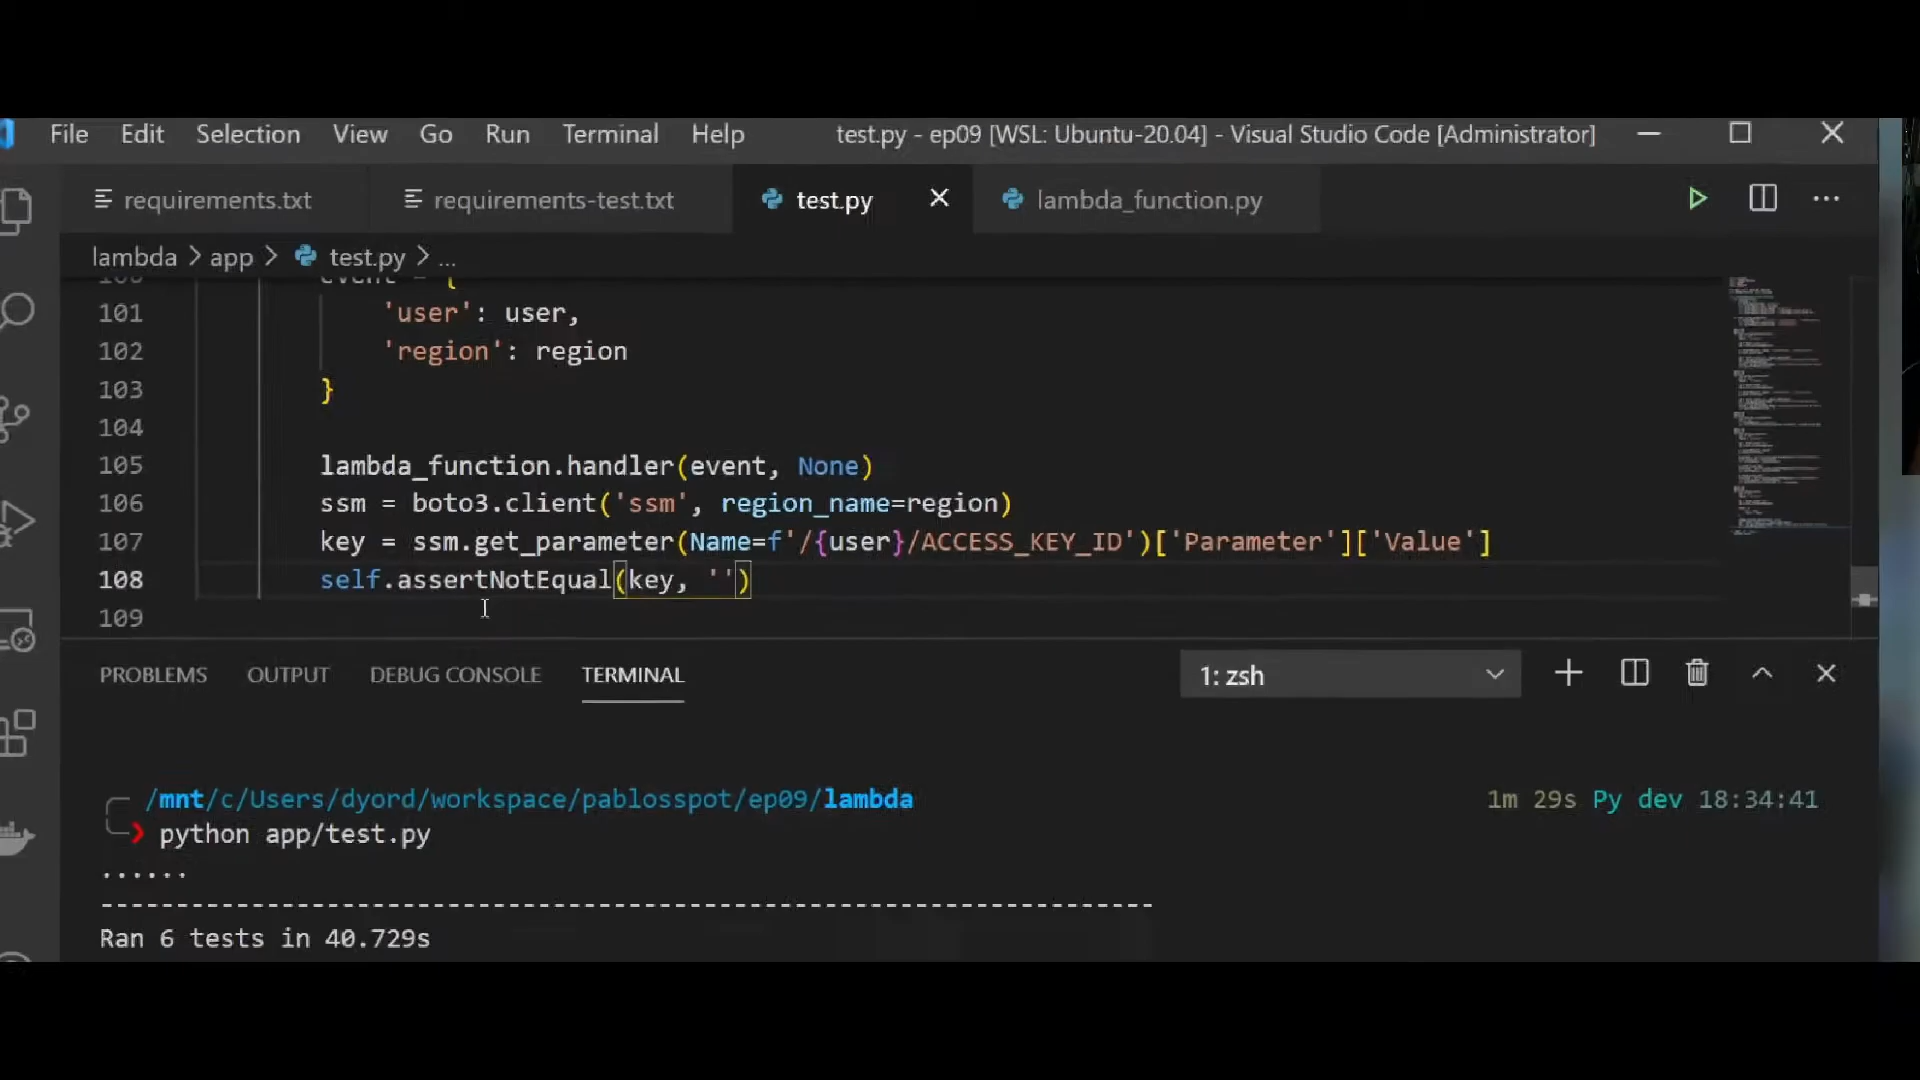 File Edit Selection View Go Run Terminal Help test.py - ep09 [WSL: Ubuntu-20.04] - Visual Studio Code [Administrator]
requirements.txt requirements-test.txt test.py lambda_function.py
lambda > app > test.py > ...
100 event = {
101 'user': user,
102 'region': region
103 }
104
105 lambda_function.handler(event, None)
106 ssm = boto3.client('ssm', region_name=region)
107 key = ssm.get_parameter(Name=f'/{user}/ACCESS_KEY_ID')['Parameter']['Value']
108 self.assertNotEqual(key, '')
109
PROBLEMS OUTPUT DEBUG CONSOLE TERMINAL 1: zsh
/mnt/c/Users/dyord/workspace/pablosspot/ep09/lambda 1m 29s Py dev 18:34:41
python app/test.py
......
----------------------------------------------------------------------
Ran 6 tests in 40.729s